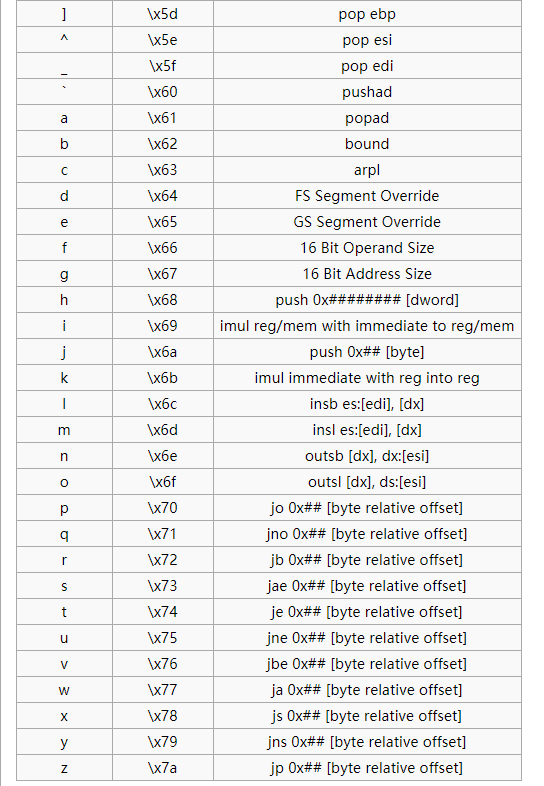 ] \x5d pop ebp
^ \x5e pop esi
_ \x5f pop edi
` \x60 pushad
a \x61 popad
b \x62 bound
c \x63 arpl
d \x64 FS Segment Override
e \x65 GS Segment Override
f \x66 16 Bit Operand Size
g \x67 16 Bit Address Size
h \x68 push 0x######## [dword]
i \x69 imul reg/mem with immediate to reg/mem
j \x6a push 0x## [byte]
k \x6b imul immediate with reg into reg
l \x6c insb es:[edi], [dx]
m \x6d insl es:[edi], [dx]
n \x6e outsb [dx], dx:[esi]
o \x6f outsl [dx], ds:[esi]
p \x70 jo 0x## [byte relative offset]
q \x71 jno 0x## [byte relative offset]
r \x72 jb 0x## [byte relative offset]
s \x73 jae 0x## [byte relative offset]
t \x74 je 0x## [byte relative offset]
u \x75 jne 0x## [byte relative offset]
v \x76 jbe 0x## [byte relative offset]
w \x77 ja 0x## [byte relative offset]
x \x78 js 0x## [byte relative offset]
y \x79 jns 0x## [byte relative offset]
z \x7a jp 0x## [byte relative offset]